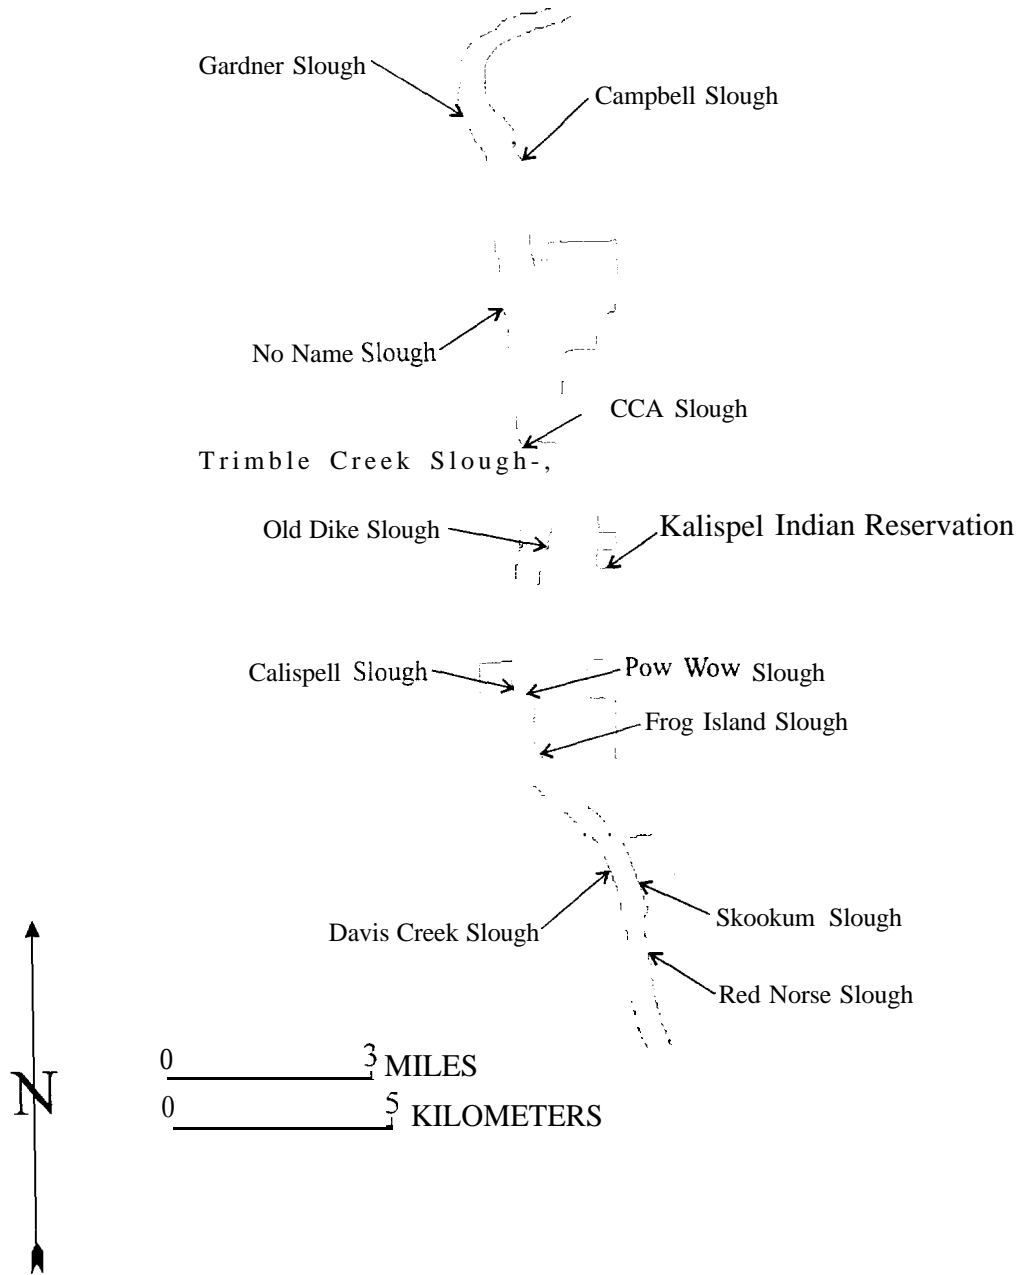 Gardner Slough
Campbell Slough
No Name Slough
CCA Slough
Trimble Creek Slough-,
Old Dike Slough
Kalispel Indian Reservation
Calispell Slough
Pow Wow Slough
Frog Island Slough
Skookum Slough
Davis Creek Slough
Red Norse Slough
0 3 MILES
N
0 5 KILOMETERS